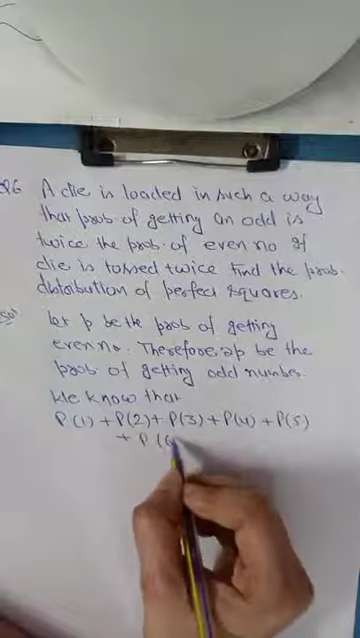 Q6 A die is loaded in such a way
that prob. of getting an odd is
twice the prob. of even no. If
die is tossed twice find the prob.
distribution of perfect squares.
Sol let p be the prob of getting
even no. Therefore, 2p be the
prob of getting odd number.
We know that
P(1) + P(2) + P(3) + P(4) + P(5)
+ P(6